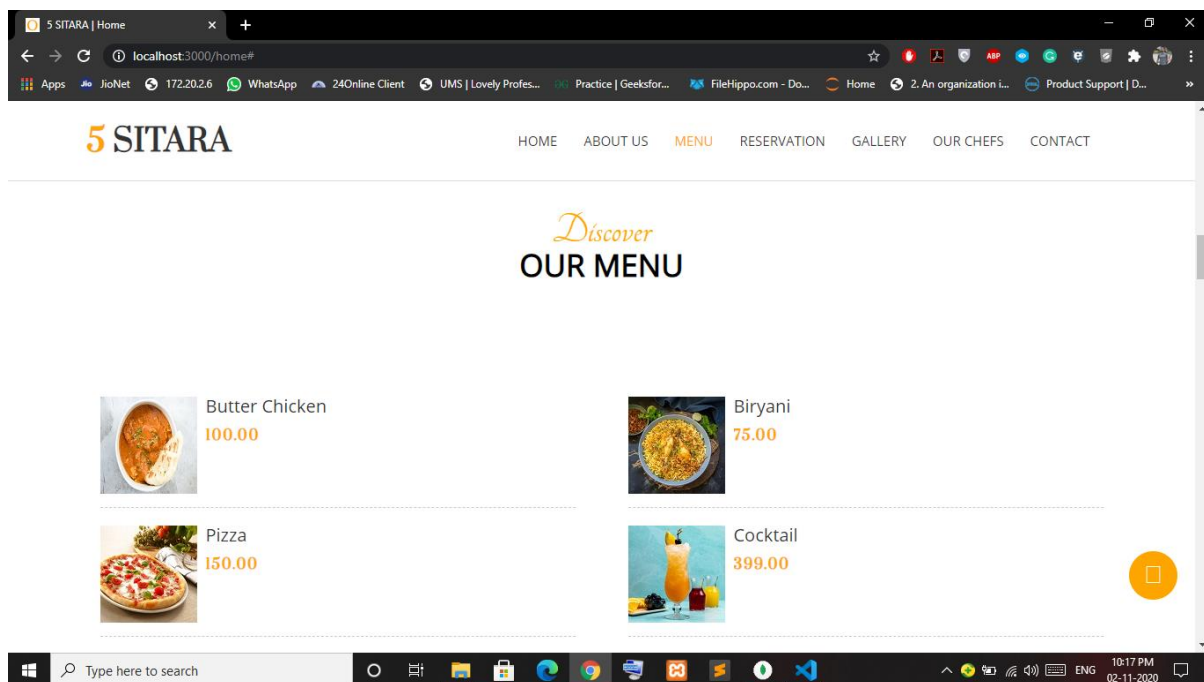 5 SITARA | Home
localhost:3000/home#
ABP
Apps JioNet 172.20.2.6 WhatsApp 24Online Client UMS | Lovely Profes... Practice | Geeksfor... FileHippo.com - Do... Home 2. An organization i... Product Support | D... »
5 SITARA
HOME ABOUT US MENU RESERVATION GALLERY OUR CHEFS CONTACT
Discover
OUR MENU
Butter Chicken
100.00
Biryani
75.00
Pizza
150.00
Cocktail
399.00
Type here to search
ENG
10:17 PM
02-11-2020